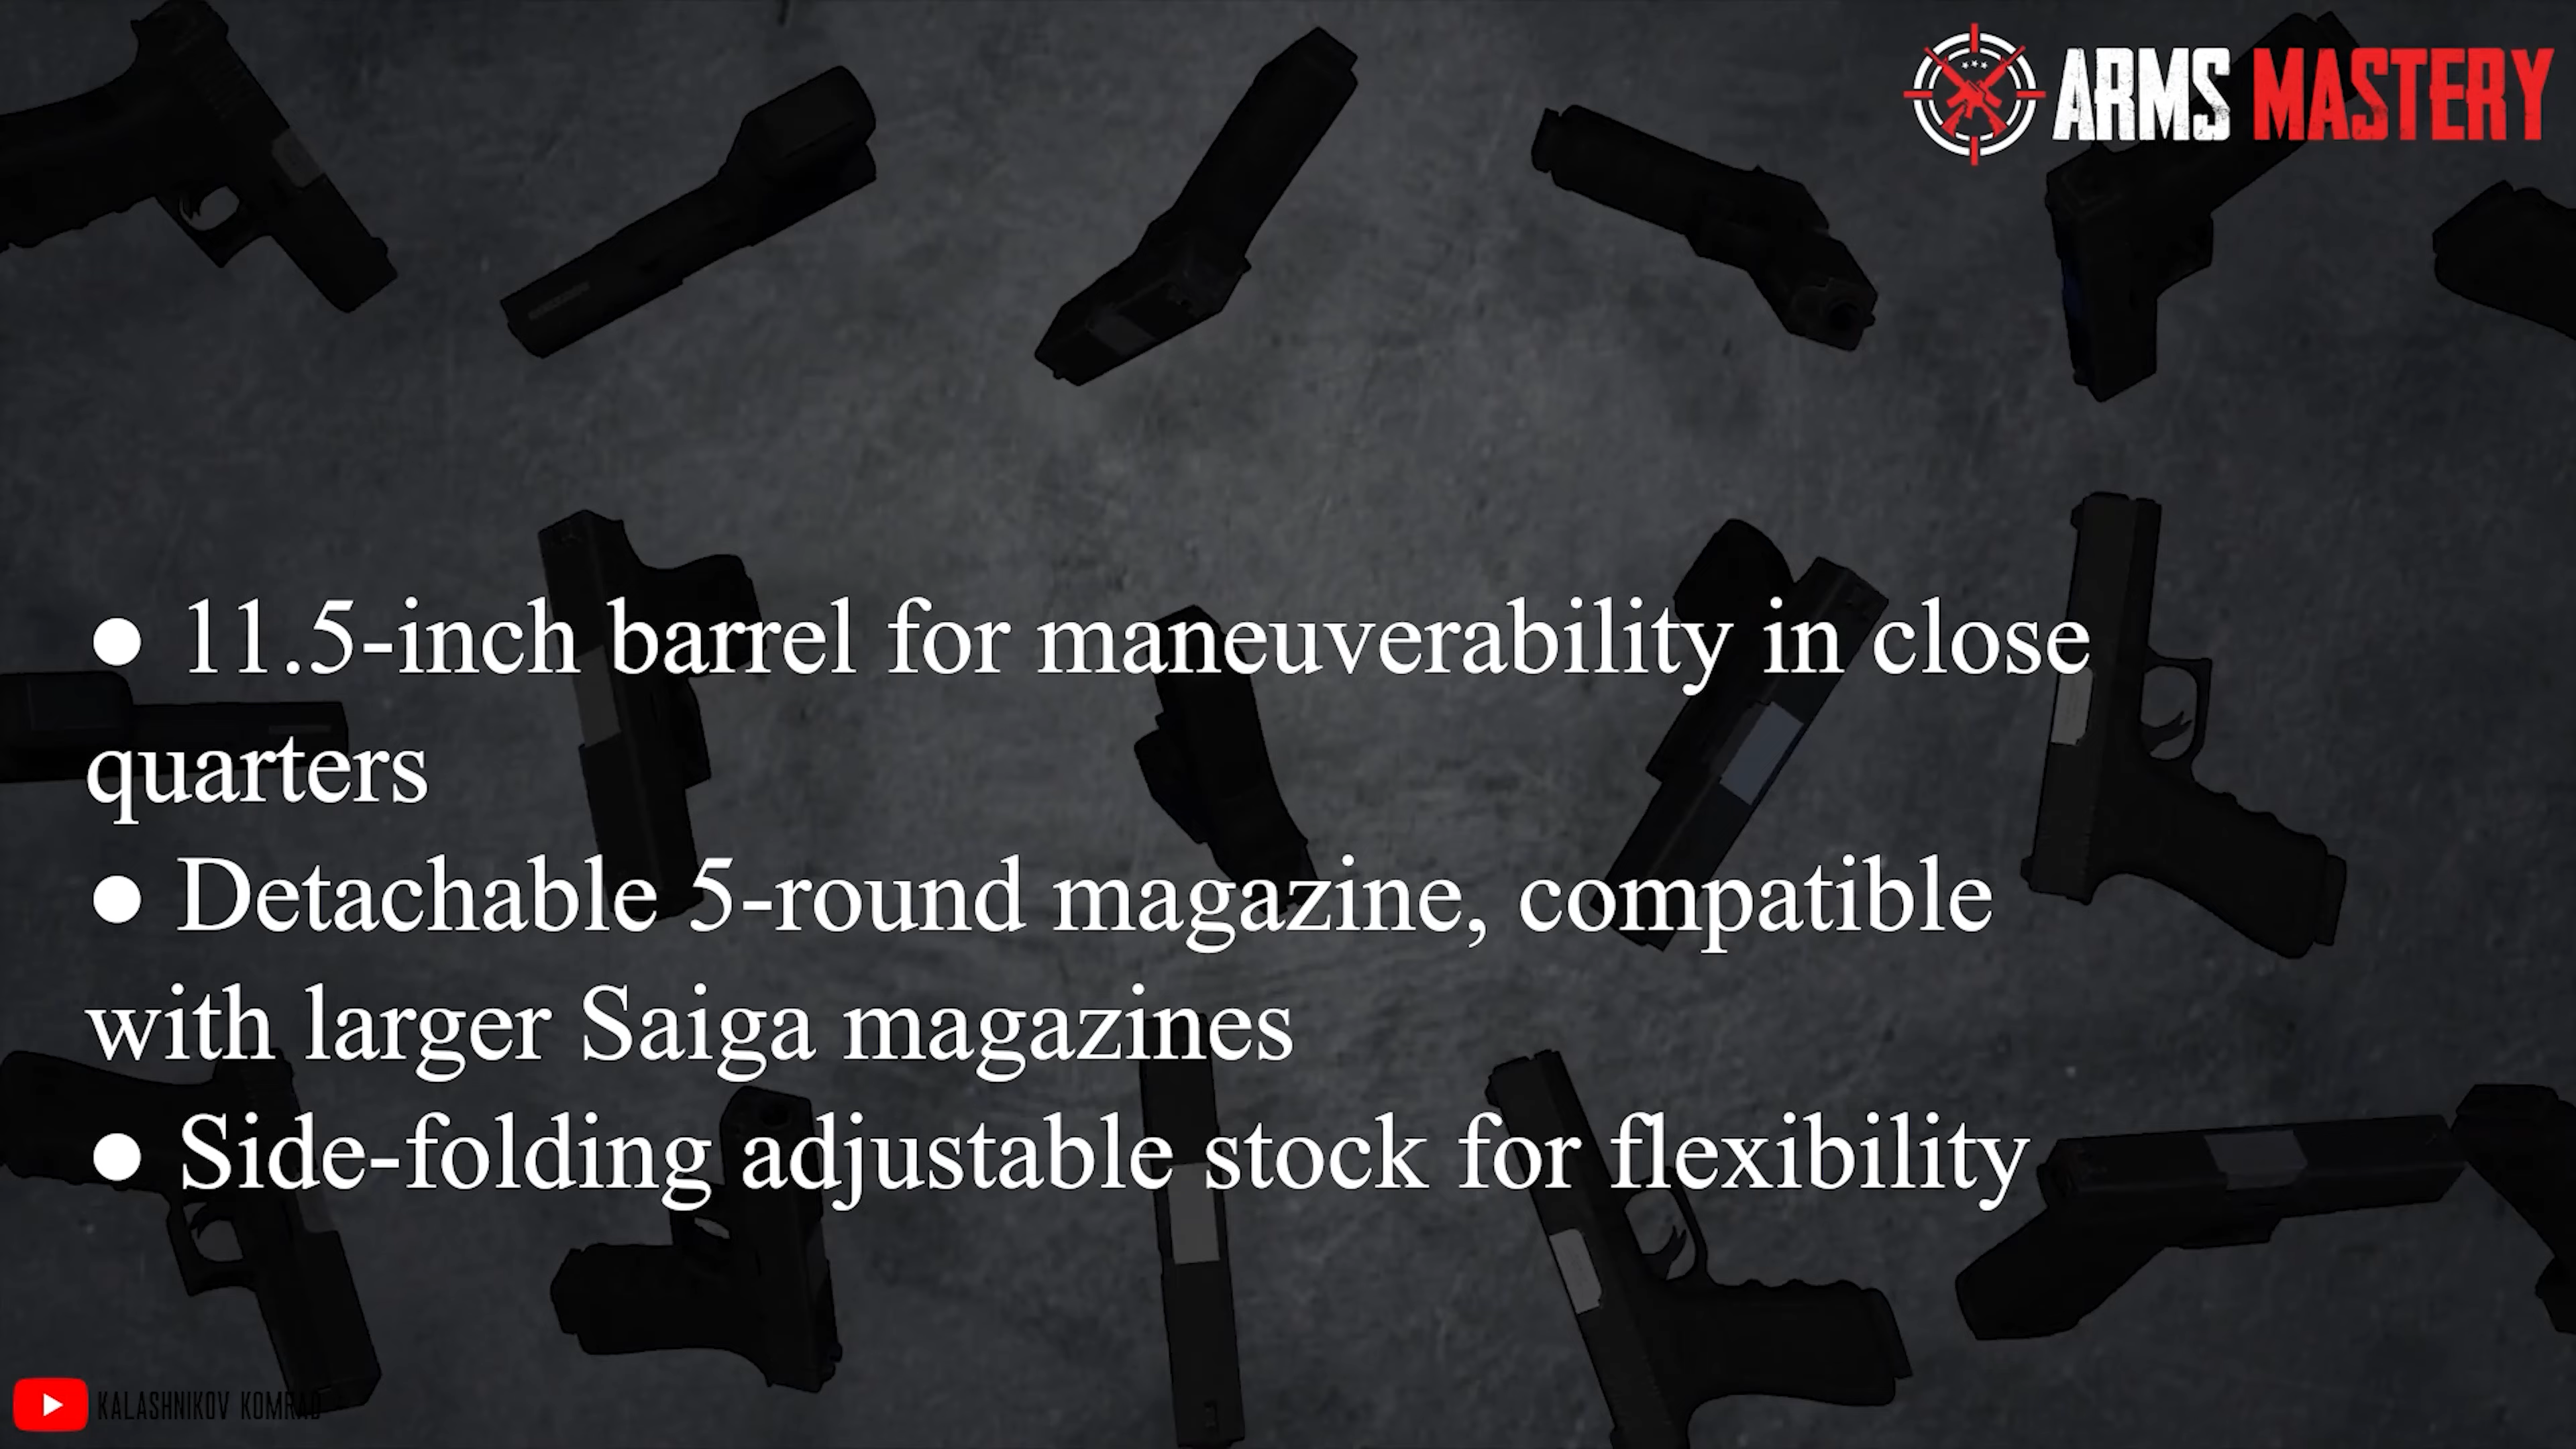 ARMS MASTERY
● 11.5-inch barrel for maneuverability in close
quarters
● Detachable 5-round magazine, compatible
with larger Saiga magazines
● Side-folding adjustable stock for flexibility
KALASHNIKOV KOMRAD